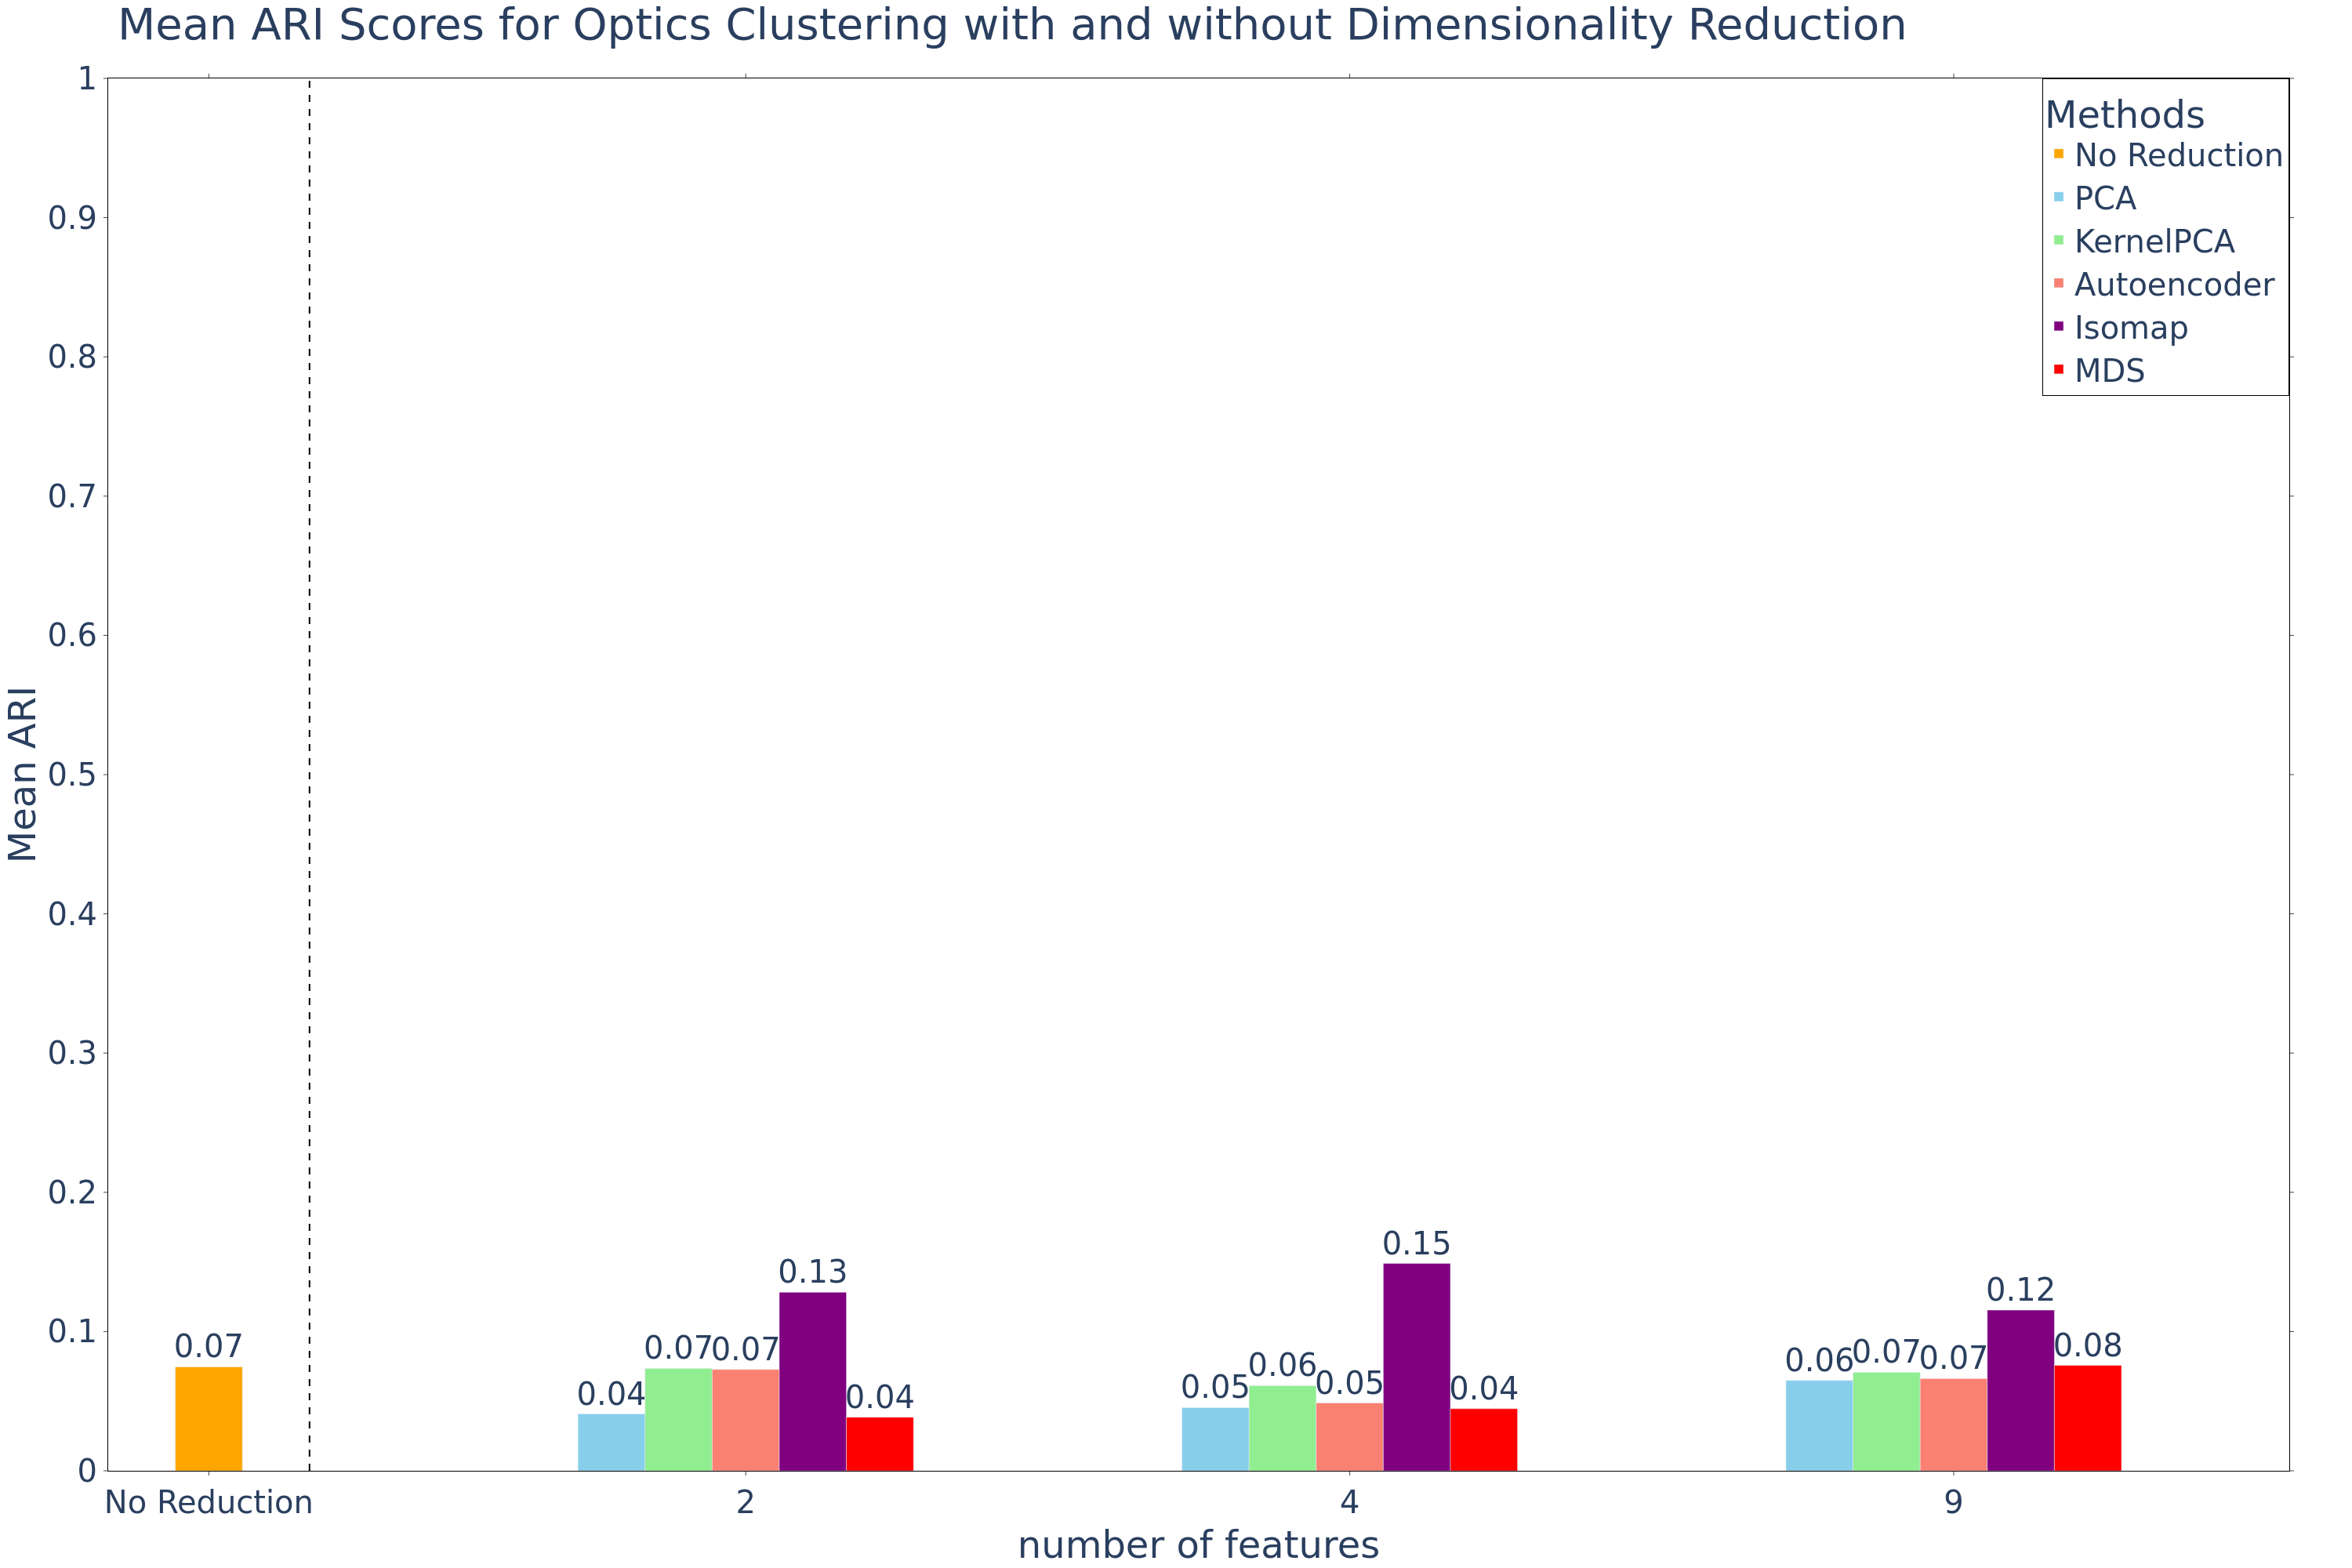 Mean ARI Scores for Optics Clustering with and without Dimensionality Reduction
Methods
No Reduction
PCA
KernelPCA
Autoencoder
Isomap
MDS
Mean ARI
1
0.9
0.8
0.7
0.6
0.5
0.4
0.3
0.2
0.1
0
0.07
0.04
0.07
0.07
0.13
0.04
0.05
0.06
0.05
0.15
0.04
0.06
0.07
0.07
0.12
0.08
No Reduction
2
4
9
number of features